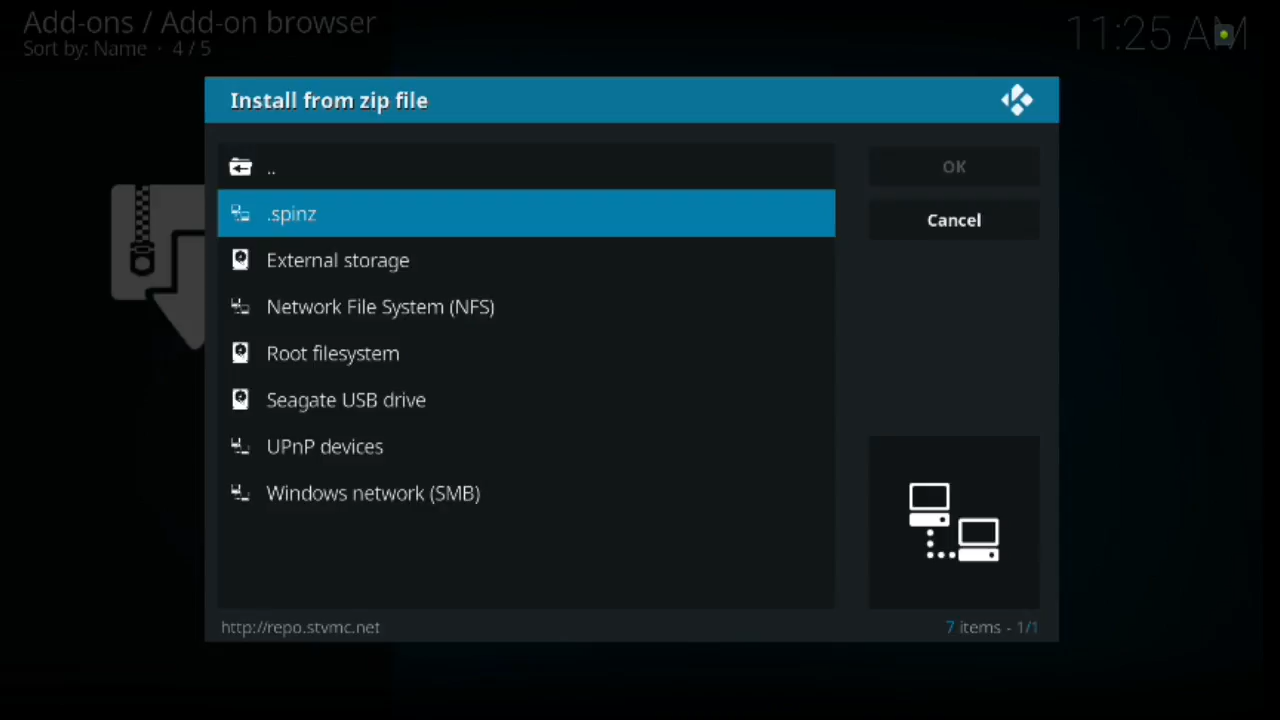 Add-ons / Add-on browser
Sort by: Name · 4 / 5
11:25 AM
Install from zip file
..
.spinz
External storage
Network File System (NFS)
Root filesystem
Seagate USB drive
UPnP devices
Windows network (SMB)
OK
Cancel
http://repo.stvmc.net
7 items - 1/1